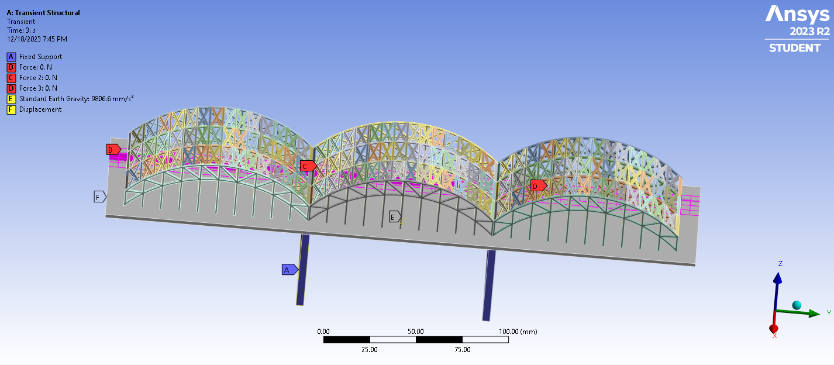 A: Transient Structural
Transient
Time: 3. s
12/18/2023 7:45 PM
A Fixed Support
B Force: 0. N
C Force 2: 0. N
D Force 3: 0. N
E Standard Earth Gravity: 9806.6 mm/s²
F Displacement
Ansys
2023 R2
STUDENT
B
C
D
F
E
A
0.00 50.00 100.00 (mm)
25.00 75.00
Z
Y
X